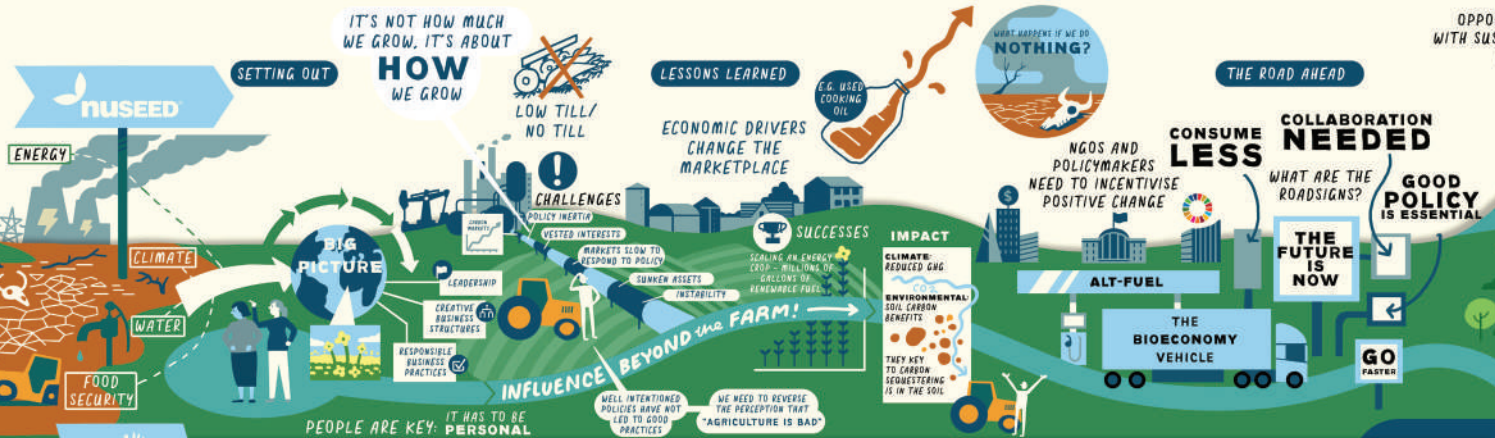 nuseed
ENERGY
CLIMATE
WATER
FOOD
SECURITY
SETTING OUT
IT'S NOT HOW MUCH
WE GROW, IT'S ABOUT
HOW
WE GROW
LOW TILL/
NO TILL
BIG
PICTURE
LEADERSHIP
CREATIVE
BUSINESS
STRUCTURES
RESPONSIBLE
BUSINESS
PRACTICES
PEOPLE ARE KEY: IT HAS TO BE
PERSONAL
CARBON
MARKETS
!
CHALLENGES
POLICY INERTIA
VESTED INTERESTS
MARKETS SLOW TO
RESPOND TO POLICY
SUNKEN ASSETS
INSTABILITY
INFLUENCE BEYOND the FARM!
WELL INTENTIONED
POLICIES HAVE NOT
LED TO GOOD
PRACTICES
WE NEED TO REVERSE
THE PERCEPTION THAT
"AGRICULTURE IS BAD"
LESSONS LEARNED
ECONOMIC DRIVERS
CHANGE THE
MARKETPLACE
E.G. USED
COOKING
OIL
SUCCESSES
SCALING AN ENERGY
CROP - MILLIONS OF
GALLONS OF
RENEWABLE FUEL
IMPACT
CLIMATE:
REDUCED GHG
CO2
ENVIRONMENTAL:
SOIL CARBON
BENEFITS
THEY KEY
TO CARBON
SEQUESTERING
IS IN THE SOIL
WHAT HAPPENS IF WE DO
NOTHING?
THE ROAD AHEAD
NGOS AND
POLICYMAKERS
NEED TO INCENTIVISE
POSITIVE CHANGE
$
CONSUME
LESS
COLLABORATION
NEEDED
WHAT ARE THE
ROADSIGNS?
GOOD
POLICY
IS ESSENTIAL
THE
FUTURE
IS
NOW
ALT-FUEL
THE
BIOECONOMY
VEHICLE
GO
FASTER
OPPO
WITH SUS